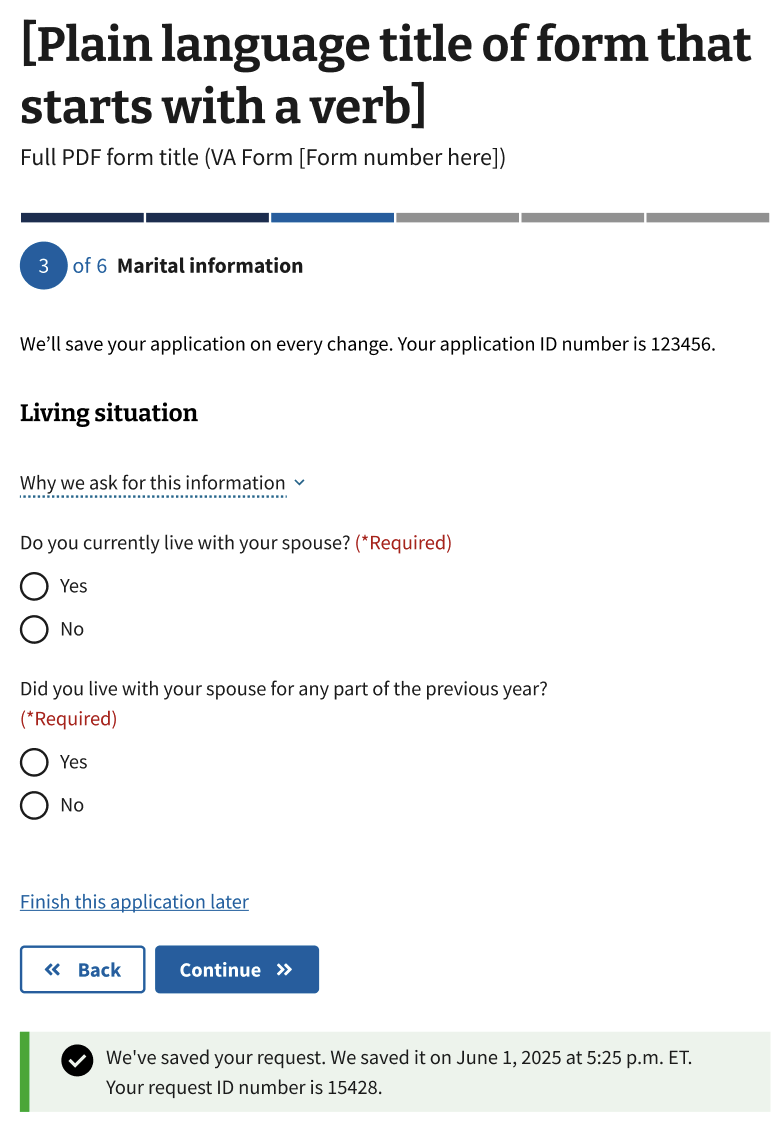 [Plain language title of form that
starts with a verb]
Full PDF form title (VA Form [Form number here])
3 of 6 Marital information
We’ll save your application on every change. Your application ID number is 123456.
Living situation
Why we ask for this information
Do you currently live with your spouse? (*Required)
Yes
No
Did you live with your spouse for any part of the previous year?
(*Required)
Yes
No
Finish this application later
Back
Continue
We've saved your request. We saved it on June 1, 2025 at 5:25 p.m. ET.
Your request ID number is 15428.